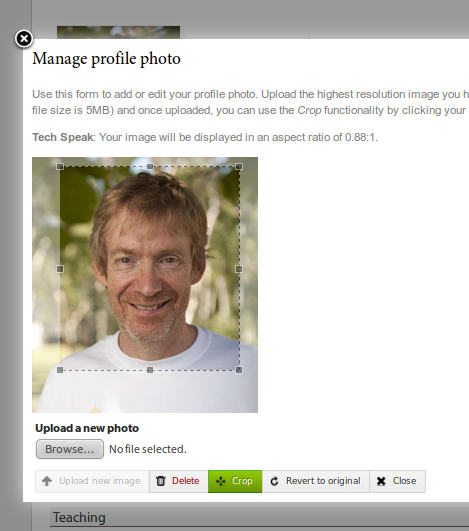 Manage profile photo
Use this form to add or edit your profile photo. Upload the highest resolution image you h
file size is 5MB) and once uploaded, you can use the Crop functionality by clicking your
Tech Speak: Your image will be displayed in an aspect ratio of 0.88:1.
Upload a new photo
Browse... No file selected.
Upload new image Delete Crop Revert to original Close
Teaching